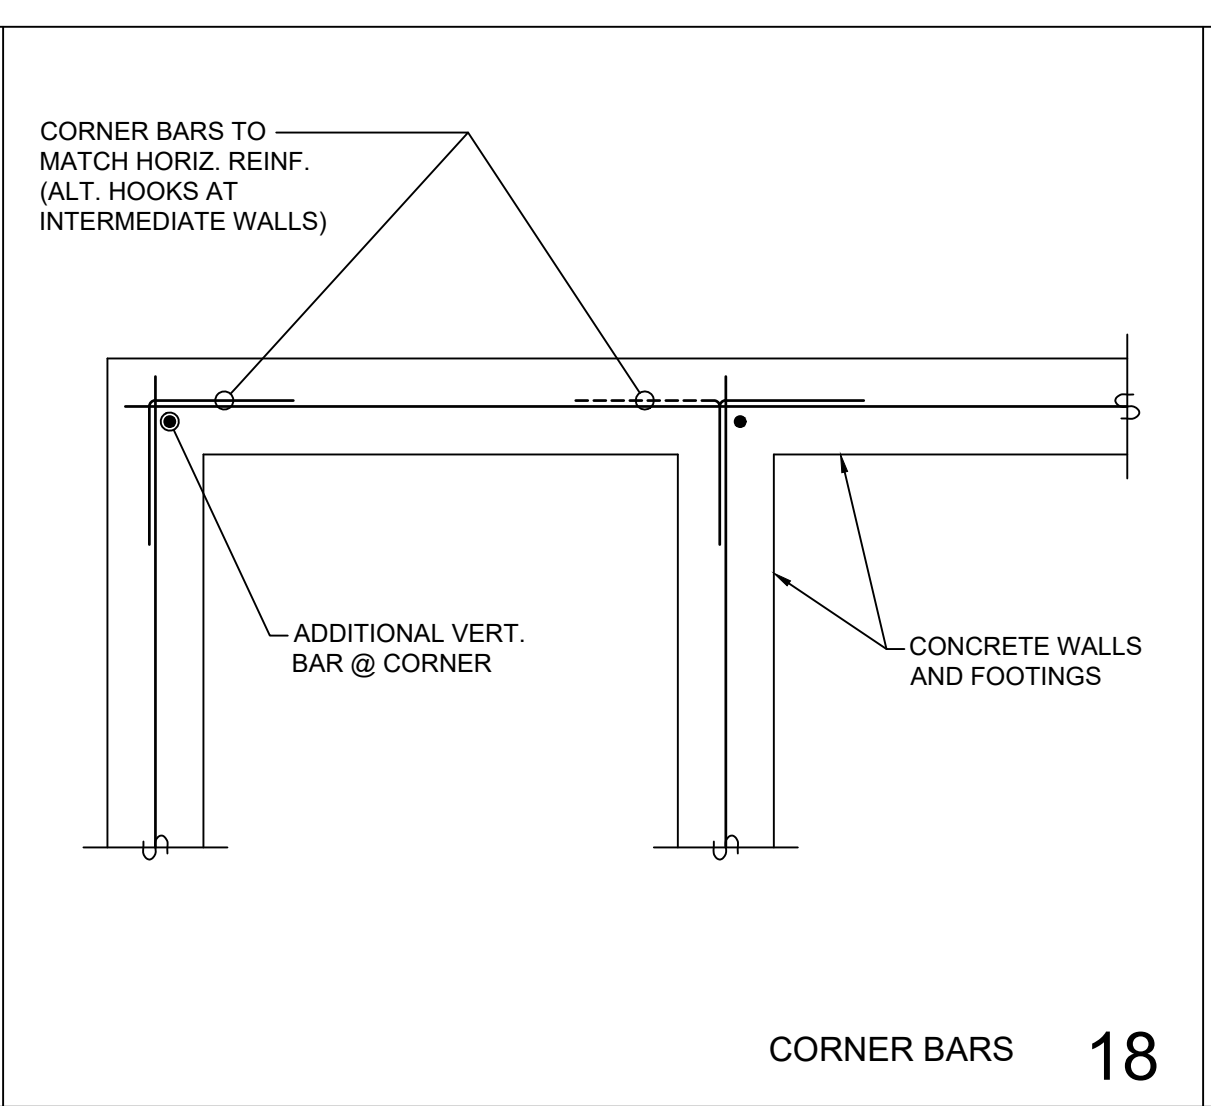 CORNER BARS TO
MATCH HORIZ. REINF.
(ALT. HOOKS AT
INTERMEDIATE WALLS)
ADDITIONAL VERT.
BAR @ CORNER
CONCRETE WALLS
AND FOOTINGS
CORNER BARS 18